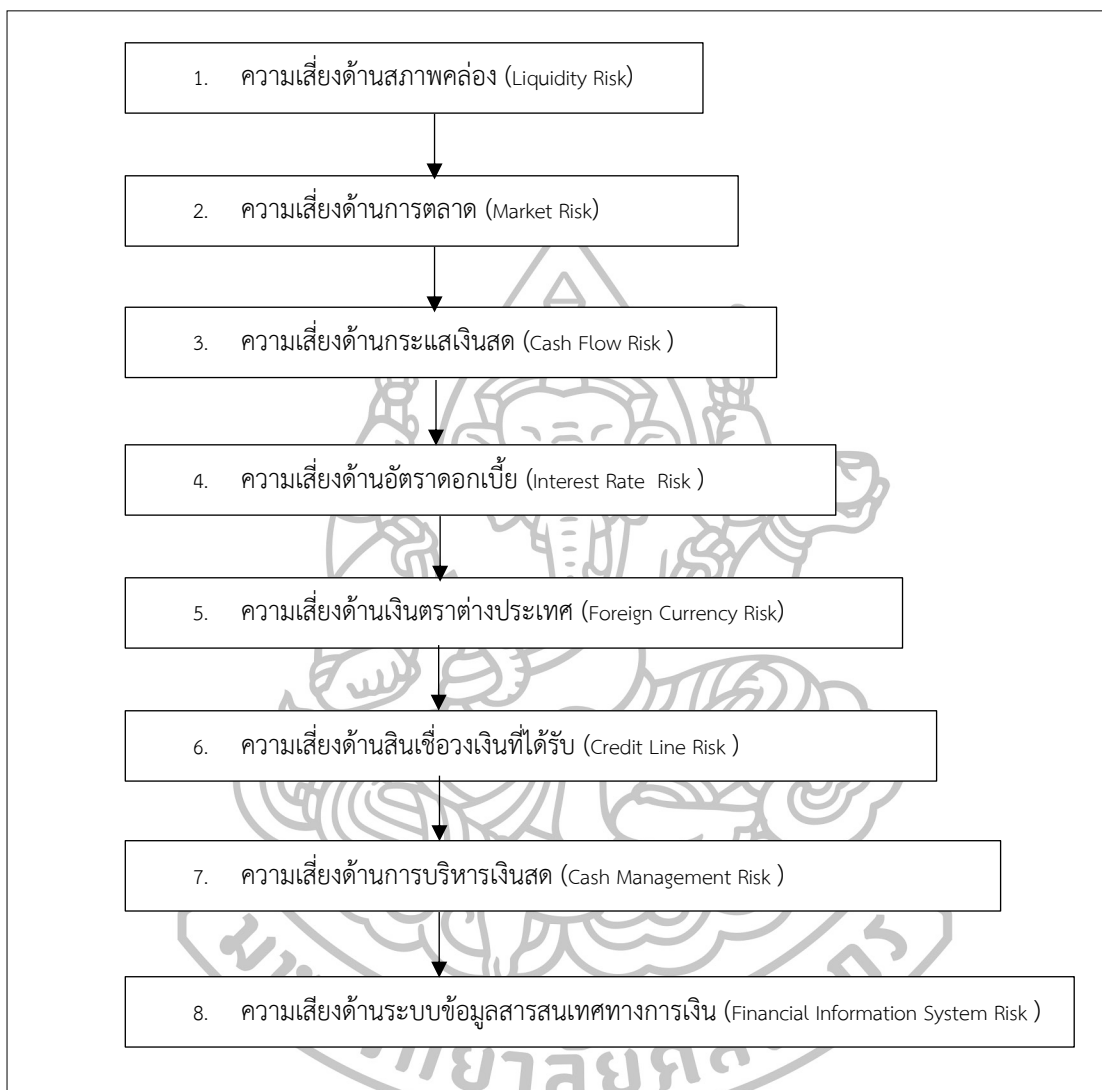 1. ความเสี่ยงด้านสภาพคล่อง (Liquidity Risk)
2. ความเสี่ยงด้านการตลาด (Market Risk)
3. ความเสี่ยงด้านกระแสเงินสด (Cash Flow Risk )
4. ความเสี่ยงด้านอัตราดอกเบี้ย (Interest Rate Risk )
5. ความเสี่ยงด้านเงินตราต่างประเทศ (Foreign Currency Risk)
6. ความเสี่ยงด้านสินเชื่อวงเงินที่ได้รับ (Credit Line Risk )
7. ความเสี่ยงด้านการบริหารเงินสด (Cash Management Risk )
8. ความเสียงด้านระบบข้อมูลสารสนเทศทางการเงิน (Financial Information System Risk )